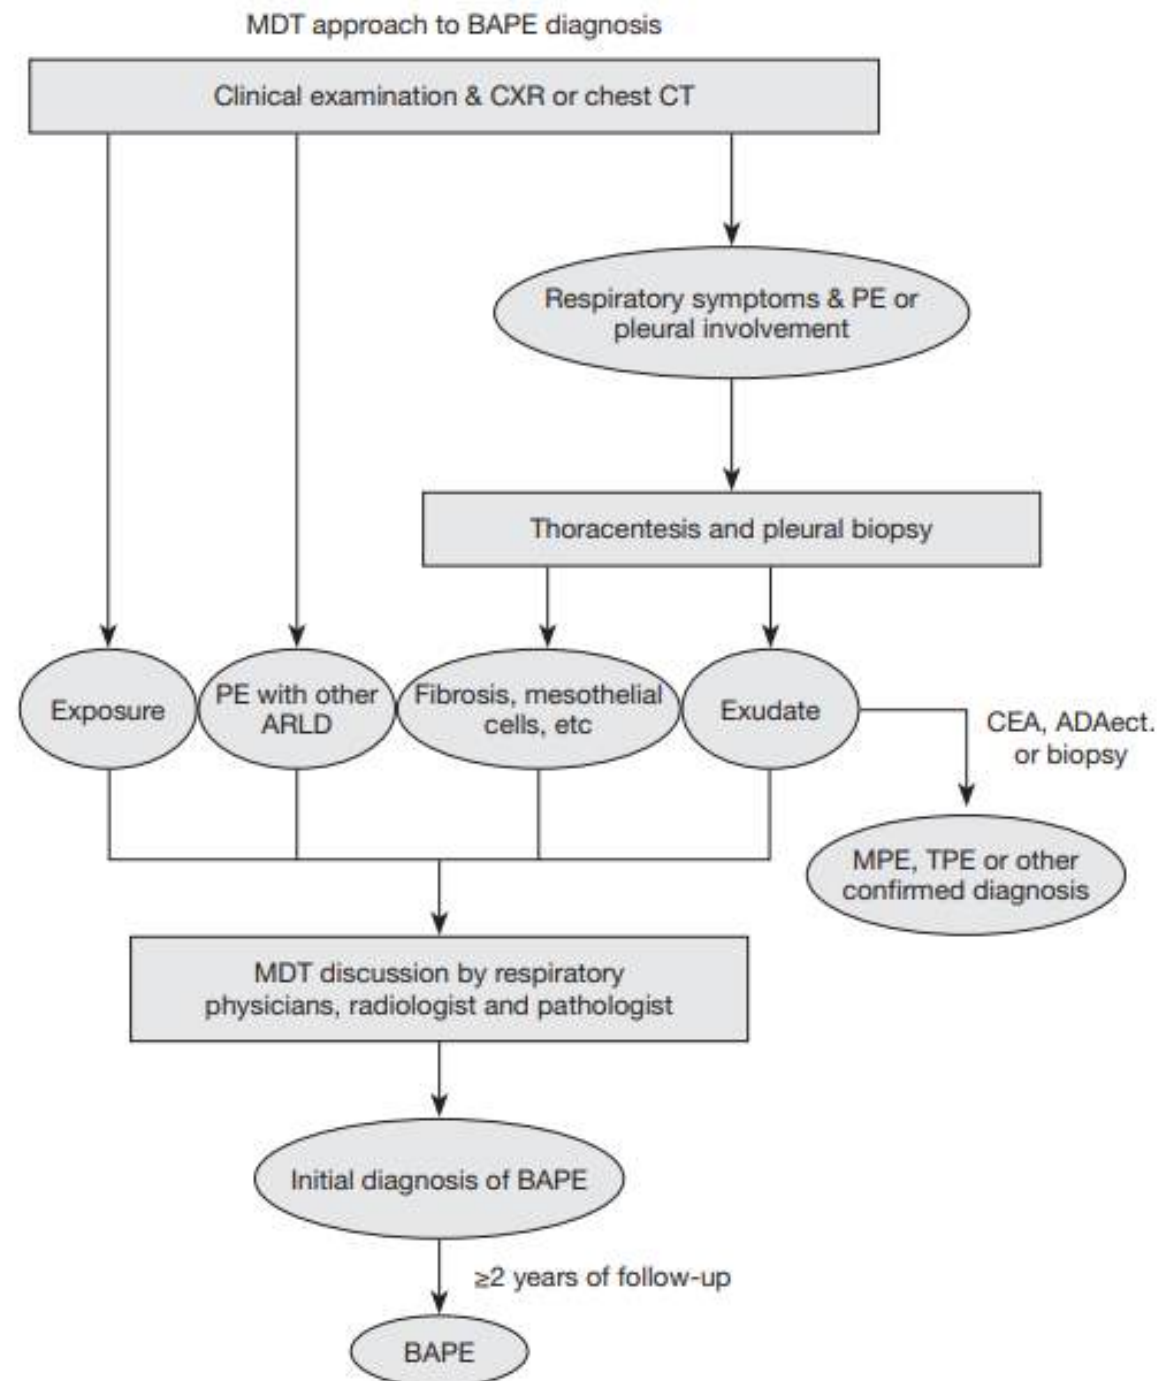 MDT approach to BAPE diagnosis
Clinical examination & CXR or chest CT
Respiratory symptoms & PE or
pleural involvement
Thoracentesis and pleural biopsy
Exposure
PE with other
ARLD
Fibrosis, mesothelial
cells, etc
Exudate
CEA, ADAect.
or biopsy
MPE, TPE or other
confirmed diagnosis
MDT discussion by respiratory
physicians, radiologist and pathologist
Initial diagnosis of BAPE
≥2 years of follow-up
BAPE